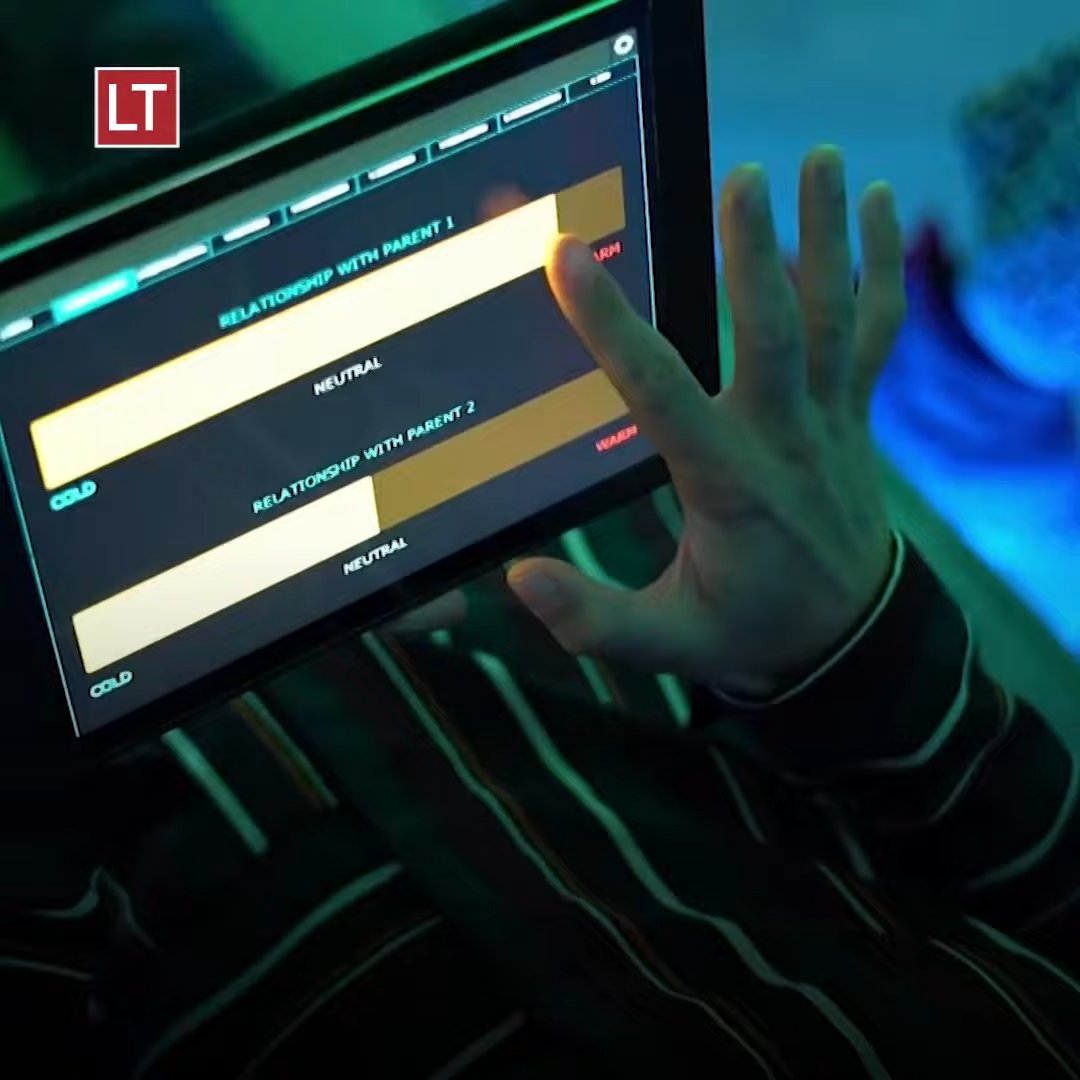 LT
RELATIONSHIP WITH PARENT 1
NEUTRAL
COLD
RELATIONSHIP WITH PARENT 2
WARM
NEUTRAL
COLD